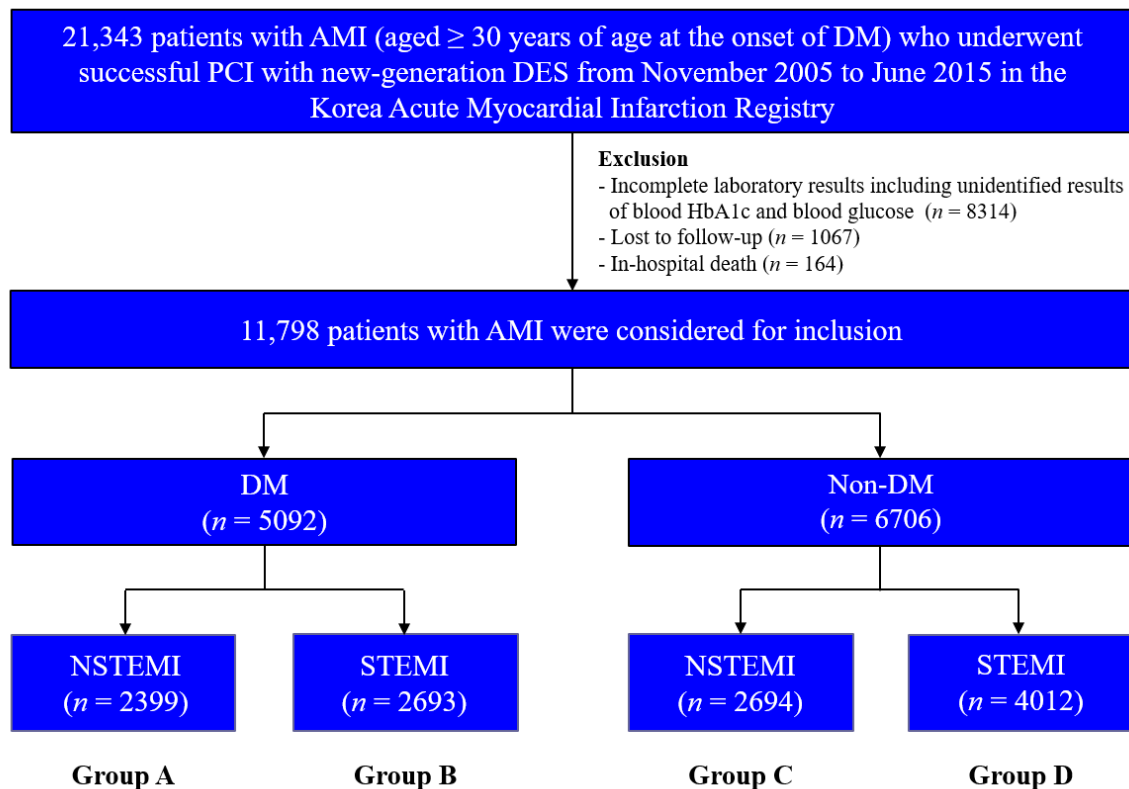 21,343 patients with AMI (aged ≥ 30 years of age at the onset of DM) who underwent
successful PCI with new-generation DES from November 2005 to June 2015 in the
Korea Acute Myocardial Infarction Registry
Exclusion
- Incomplete laboratory results including unidentified results
of blood HbA1c and blood glucose (n = 8314)
- Lost to follow-up (n = 1067)
- In-hospital death (n = 164)
11,798 patients with AMI were considered for inclusion
DM
(n = 5092)
Non-DM
(n = 6706)
NSTEMI
(n = 2399)
STEMI
(n = 2693)
NSTEMI
(n = 2694)
STEMI
(n = 4012)
Group A
Group B
Group C
Group D